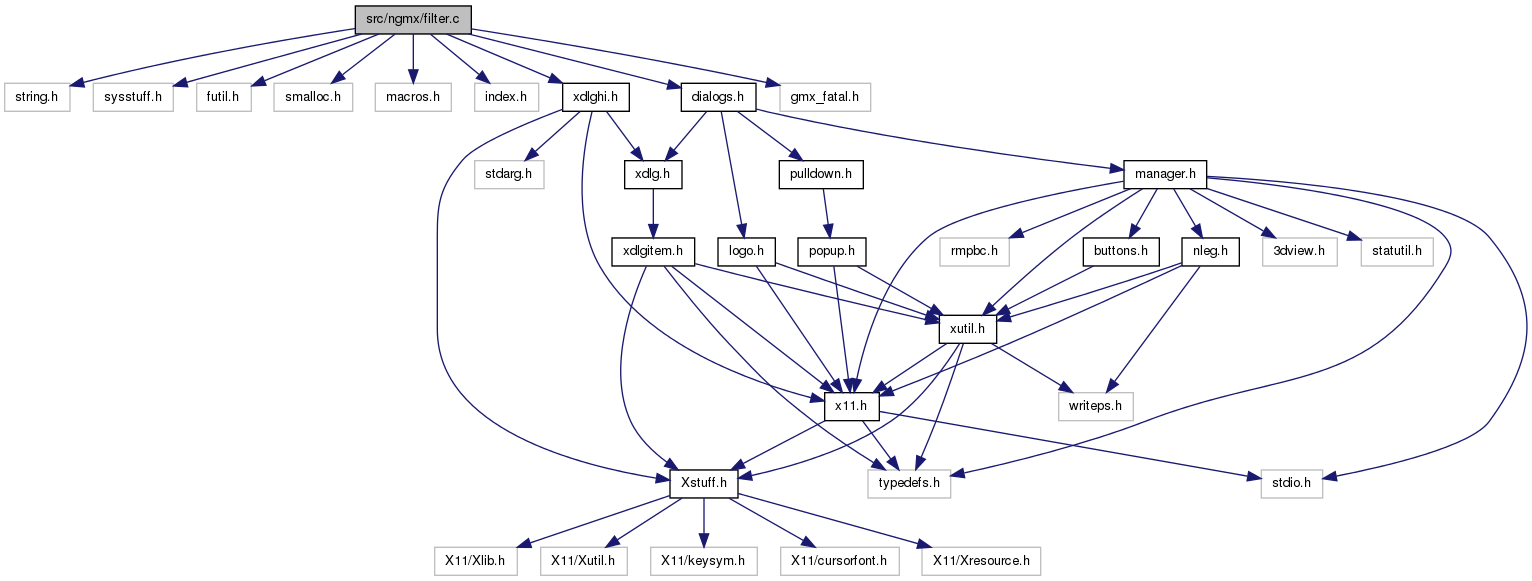 src/ngmx/filter.c
string.h
sysstuff.h
futil.h
smalloc.h
macros.h
index.h
xdlghi.h
dialogs.h
gmx_fatal.h
stdarg.h
xdlg.h
pulldown.h
manager.h
xdlgitem.h
logo.h
popup.h
rmpbc.h
buttons.h
nleg.h
3dview.h
statutil.h
xutil.h
x11.h
writeps.h
Xstuff.h
typedefs.h
stdio.h
X11/Xlib.h
X11/Xutil.h
X11/keysym.h
X11/cursorfont.h
X11/Xresource.h